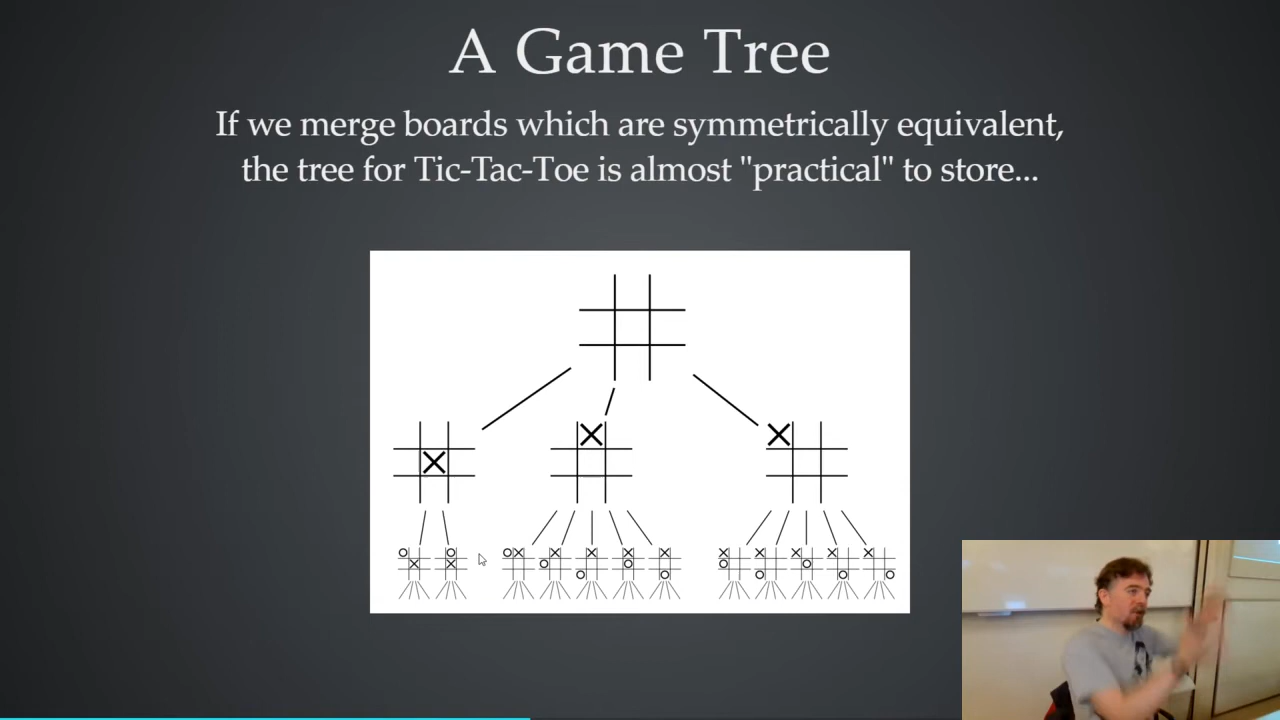 A Game Tree
If we merge boards which are symmetrically equivalent,
the tree for Tic-Tac-Toe is almost "practical" to store...